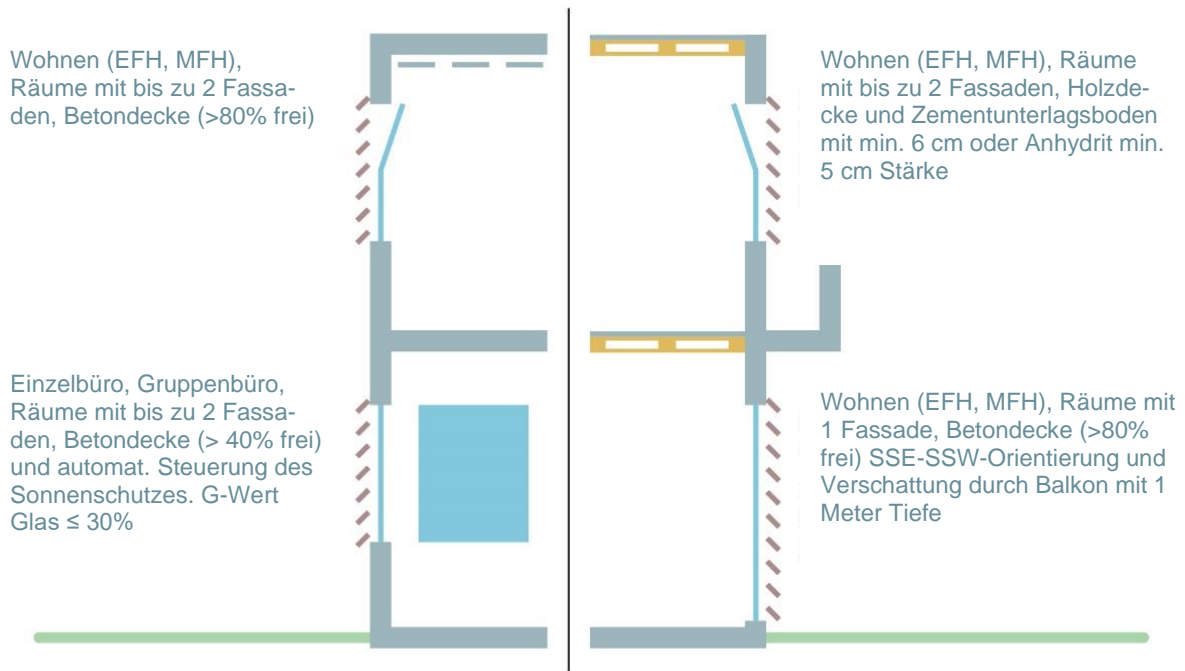 Wohnen (EFH, MFH),
Räume mit bis zu 2 Fassa-
den, Betondecke (>80% frei)
Wohnen (EFH, MFH), Räume
mit bis zu 2 Fassaden, Holzde-
cke und Zementunterlagsboden
mit min. 6 cm oder Anhydrit min.
5 cm Stärke
Einzelbüro, Gruppenbüro,
Räume mit bis zu 2 Fassa-
den, Betondecke (> 40% frei)
und automat. Steuerung des
Sonnenschutzes. G-Wert
Glas ≤ 30%
Wohnen (EFH, MFH), Räume mit
1 Fassade, Betondecke (>80%
frei) SSE-SSW-Orientierung und
Verschattung durch Balkon mit 1
Meter Tiefe